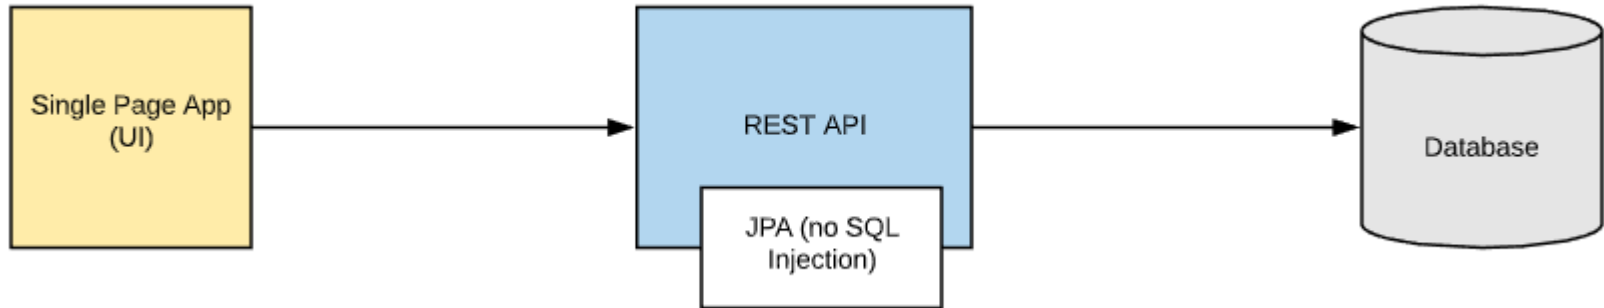 Single Page App
(UI)
REST API
JPA (no SQL
Injection)
Database